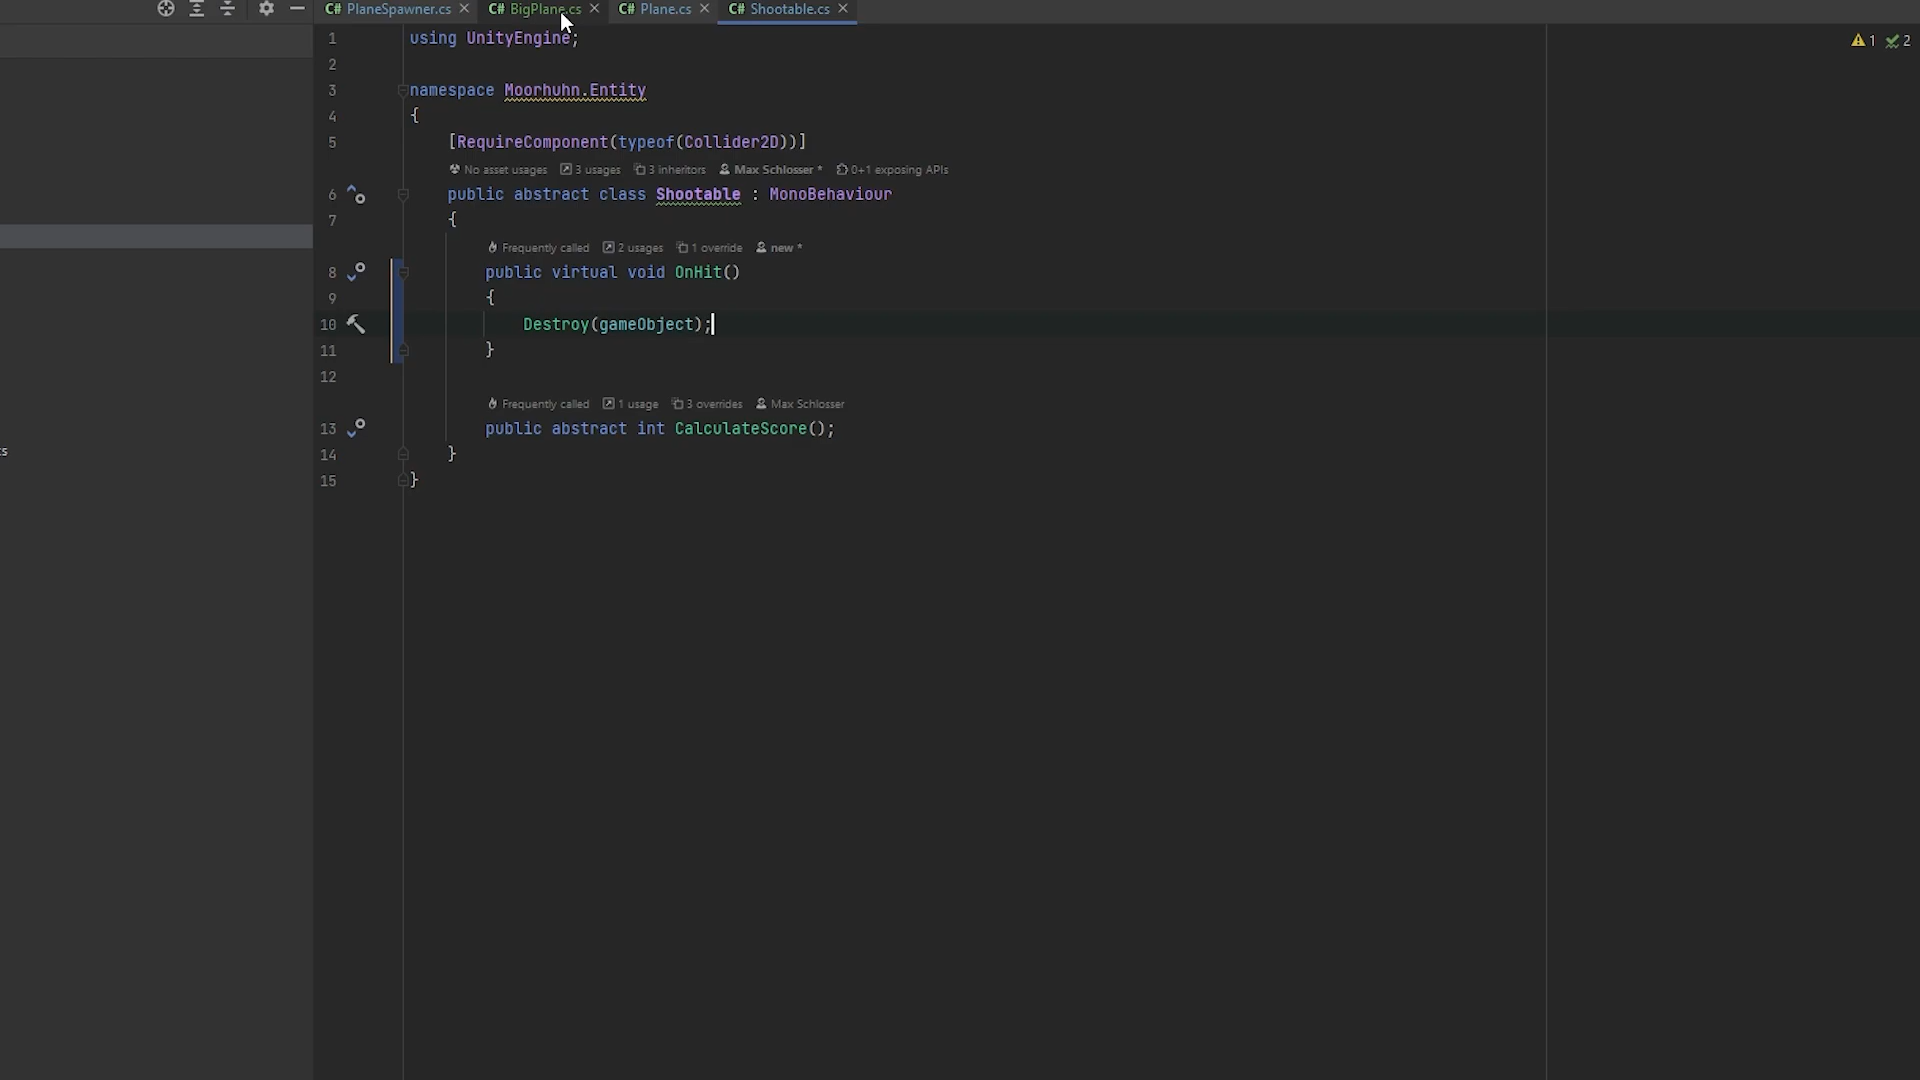 C# PlaneSpawner.cs C# BigPlane.cs C# Plane.cs C# Shootable.cs
1 using UnityEngine; 1 2
2
3 namespace Moorhuhn.Entity
4 {
5 [RequireComponent(typeof(Collider2D))]
No asset usages 3 usages 3 inheritors Max Schlosser * 0+1 exposing APIs
6 public abstract class Shootable : MonoBehaviour
7 {
Frequently called 2 usages 1 override new *
8 public virtual void OnHit()
9 {
10 Destroy(gameObject);
11 }
12
Frequently called 1 usage 3 overrides Max Schlosser
13 public abstract int CalculateScore();
14 }
15 }